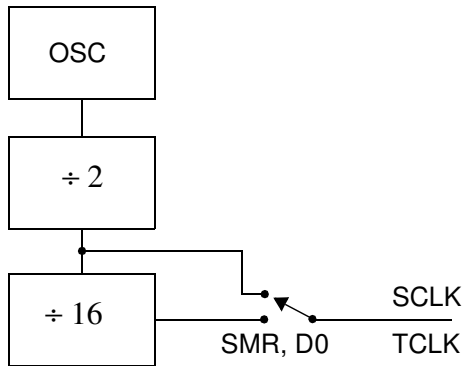 OSC
÷ 2
÷ 16
SCLK
SMR, D0
TCLK